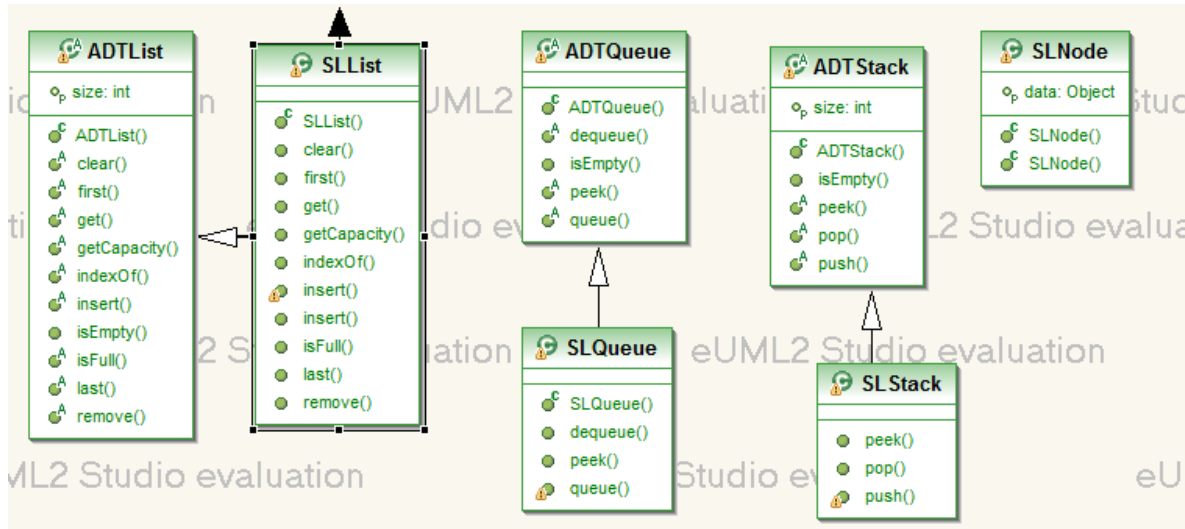 ADTList
size: int
ADTList()
clear()
first()
get()
getCapacity()
indexOf()
insert()
isEmpty()
isFull()
last()
remove()
SLList
SLList()
clear()
first()
get()
getCapacity()
indexOf()
insert()
insert()
isFull()
last()
remove()
ADTQueue
ADTQueue()
dequeue()
isEmpty()
peek()
queue()
SLQueue
SLQueue()
dequeue()
peek()
queue()
ADTStack
size: int
ADTStack()
isEmpty()
peek()
pop()
push()
SLStack
peek()
pop()
push()
SLNode
data: Object
SLNode()
SLNode()
eUML2 Studio evaluation